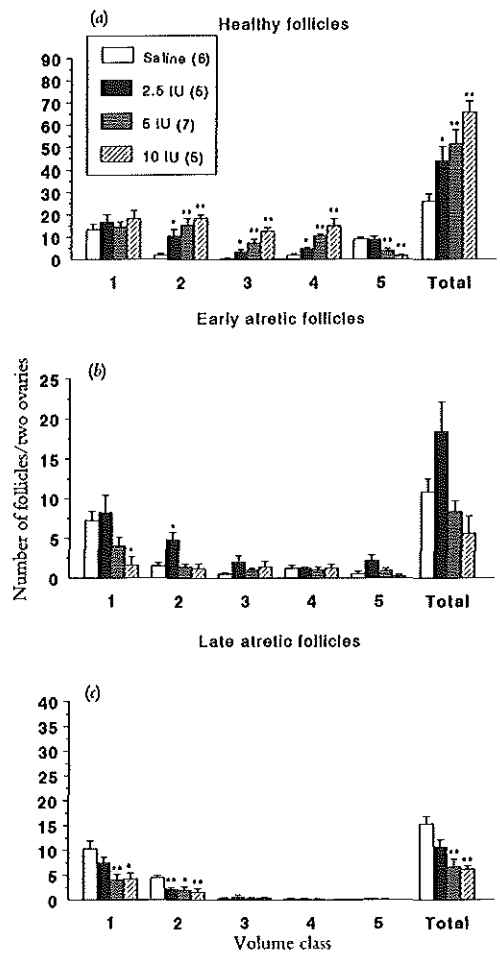 (a)
Healthy follicles
Saline (6)
2.5 IU (5)
5 IU (7)
10 IU (5)
90
80
70
60
50
40
30
20
10
0
* ** **
* ** **
* ** **
** **
* ** **
1 2 3 4 5 Total
Early atretic follicles
(b)
Number of follicles/two ovaries
25
20
15
10
5
0
*
*
1 2 3 4 5 Total
Late atretic follicles
(c)
40
35
30
25
20
15
10
5
0
** *
** * **
** **
1 2 3 4 5 Total
Volume class